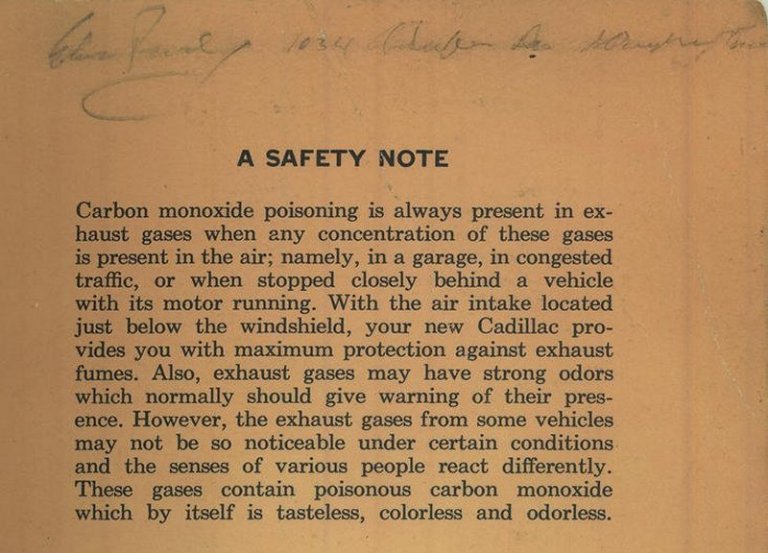 1034
A SAFETY NOTE
Carbon monoxide poisoning is always present in ex-
haust gases when any concentration of these gases
is present in the air; namely, in a garage, in congested
traffic, or when stopped closely behind a vehicle
with its motor running. With the air intake located
just below the windshield, your new Cadillac pro-
vides you with maximum protection against exhaust
fumes. Also, exhaust gases may have strong odors
which normally should give warning of their pres-
ence. However, the exhaust gases from some vehicles
may not be so noticeable under certain conditions
and the senses of various people react differently.
These gases contain poisonous carbon monoxide
which by itself is tasteless, colorless and odorless.